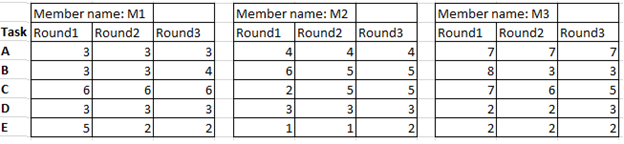 Member name: M1 Member name: M2 Member name: M3
Task Round1 Round2 Round3 Round1 Round2 Round3 Round1 Round2 Round3
A 3 3 3 4 4 4 7 7 7
B 3 3 4 6 5 5 8 3 3
C 6 6 6 2 5 5 7 6 5
D 3 3 3 3 3 3 2 2 3
E 5 2 2 1 1 2 2 2 2